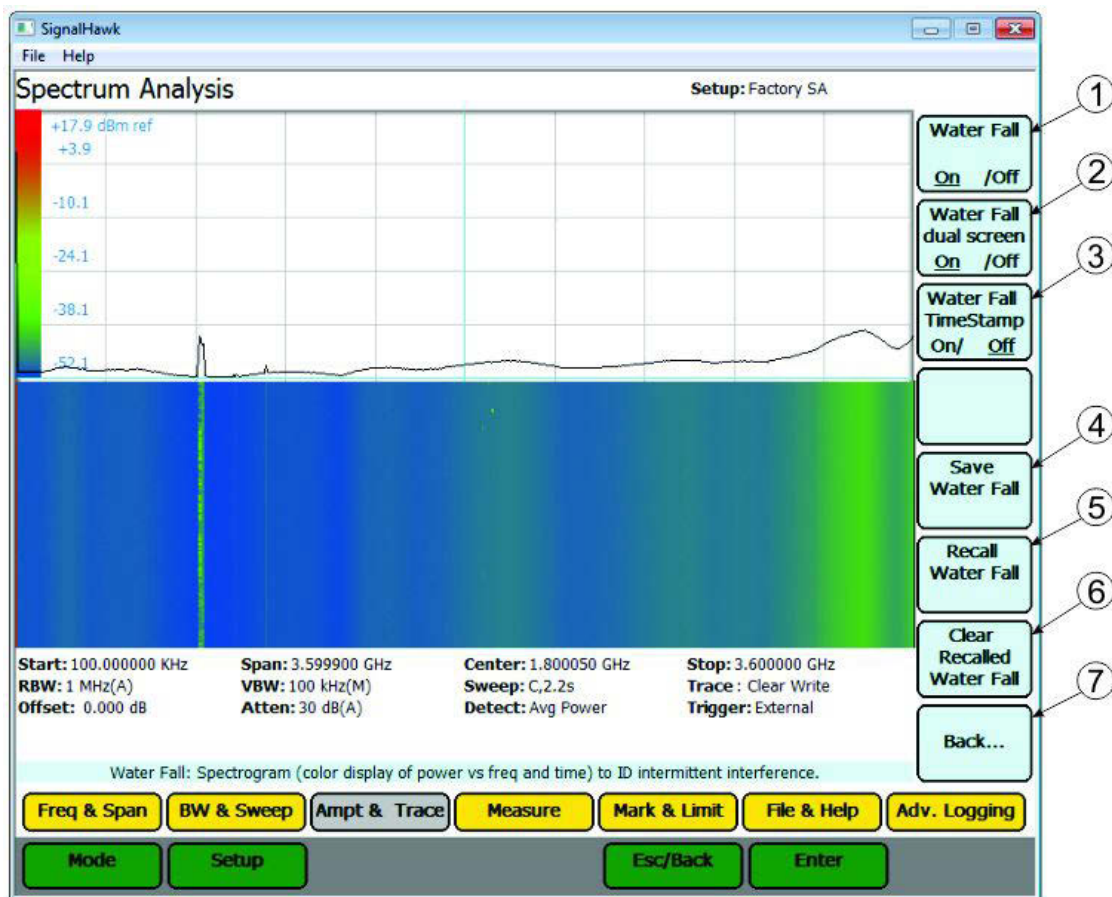 SignalHawk
File Help
Spectrum Analysis
Setup: Factory SA
+17.9 dBm ref
+3.9
-10.1
-24.1
-38.1
-52.1
1
Water Fall
On /Off
2
Water Fall
dual screen
On /Off
3
Water Fall
TimeStamp
On/ Off
4
Save
Water Fall
5
Recall
Water Fall
6
Clear
Recalled
Water Fall
7
Back...
Start: 100.000000 KHz Span: 3.599900 GHz Center: 1.800050 GHz Stop: 3.600000 GHz
RBW: 1 MHz(A) VBW: 100 kHz(M) Sweep: C,2.2s Trace : Clear Write
Offset: 0.000 dB Atten: 30 dB(A) Detect: Avg Power Trigger: External
Water Fall: Spectrogram (color display of power vs freq and time) to ID intermittent interference.
Freq & Span BW & Sweep Ampt & Trace Measure Mark & Limit File & Help Adv. Logging
Mode Setup Esc/Back Enter